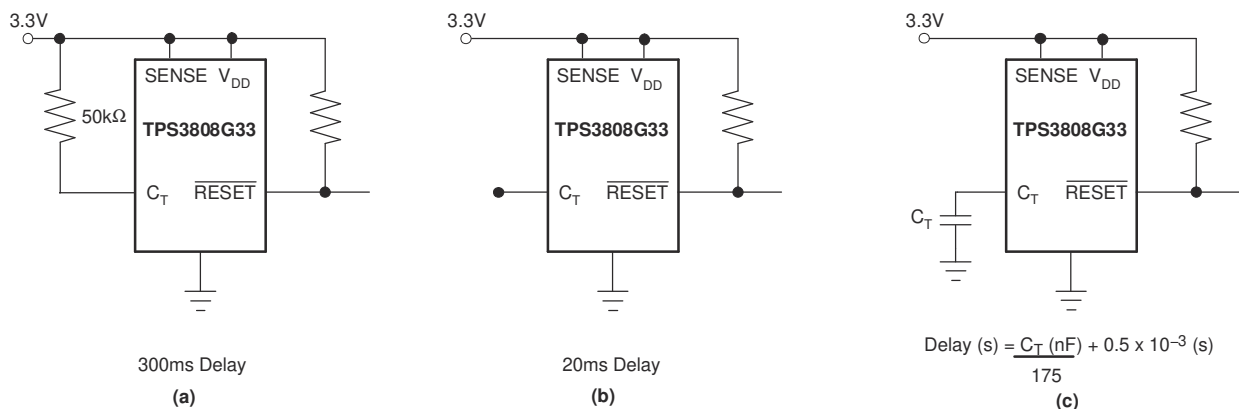 3.3V
SENSE V_DD
50kΩ
TPS3808G33
C_T RESET
300ms Delay
(a)
3.3V
SENSE V_DD
TPS3808G33
C_T RESET
20ms Delay
(b)
3.3V
SENSE V_DD
TPS3808G33
C_T RESET
C_T
Delay (s) = C_T (nF) + 0.5 x 10⁻³ (s)
175
(c)